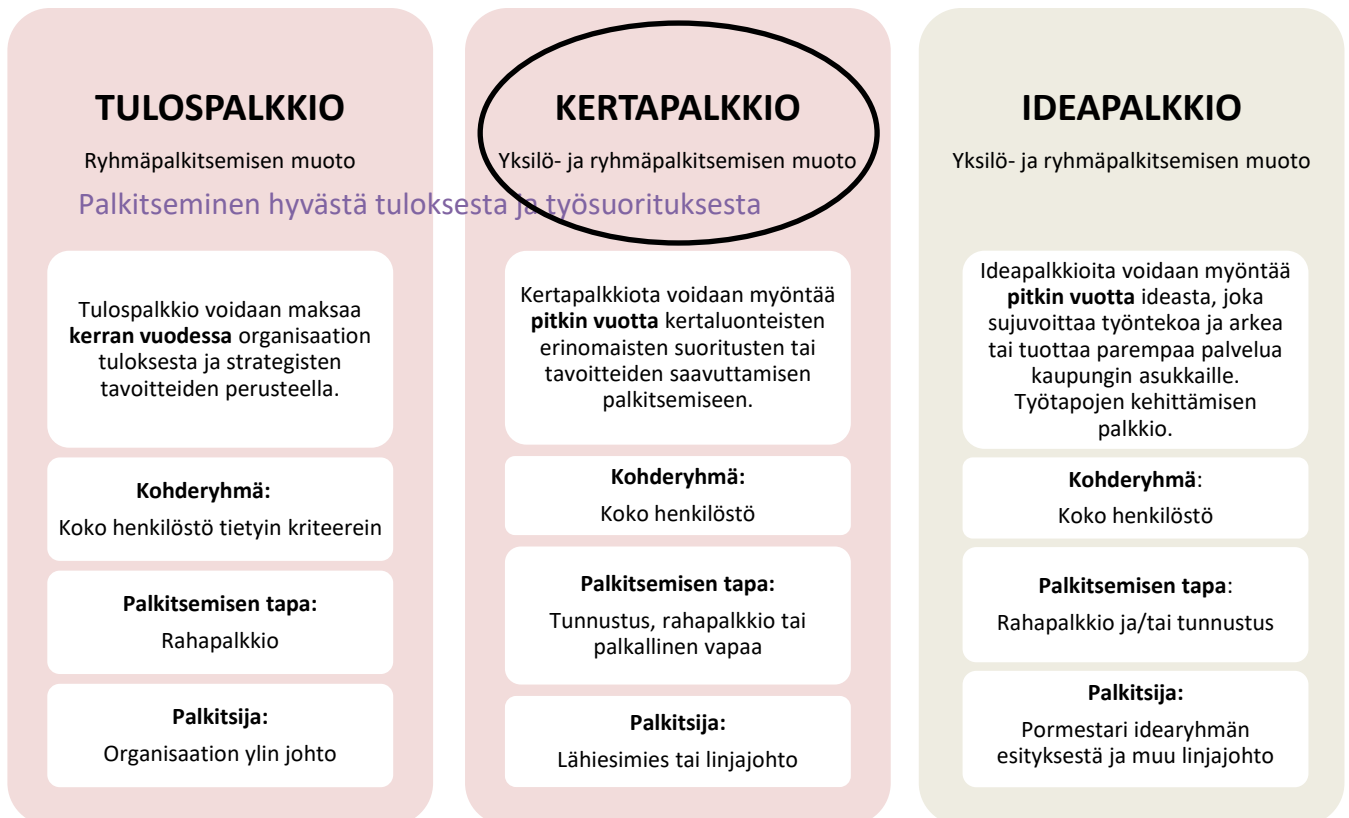 TULOSPALKKIO
Ryhmäpalkitsemisen muoto
KERTAPALKKIO
Yksilö- ja ryhmäpalkitsemisen muoto
IDEAPALKKIO
Yksilö- ja ryhmäpalkitsemisen muoto
Palkitseminen hyvästä tuloksesta ja työsuorituksesta
Tulospalkkio voidaan maksaa
kerran vuodessa organisaation
tuloksesta ja strategisten
tavoitteiden perusteella.
Kohderyhmä:
Koko henkilöstö tietyin kriteerein
Palkitsemisen tapa:
Rahapalkkio
Palkitsija:
Organisaation ylin johto
Kertapalkkiota voidaan myöntää
pitkin vuotta kertaluonteisten
erinomaisten suoritusten tai
tavoitteiden saavuttamisen
palkitsemiseen.
Kohderyhmä:
Koko henkilöstö
Palkitsemisen tapa:
Tunnustus, rahapalkkio tai
palkallinen vapaa
Palkitsija:
Lähiesimies tai linjajohto
Ideapalkkioita voidaan myöntää
pitkin vuotta ideasta, joka
sujuvoittaa työntekoa ja arkea
tai tuottaa parempaa palvelua
kaupungin asukkaille.
Työtapojen kehittämisen
palkkio.
Kohderyhmä:
Koko henkilöstö
Palkitsemisen tapa:
Rahapalkkio ja/tai tunnustus
Palkitsija:
Pormestari idearyhmän
esityksestä ja muu linjajohto